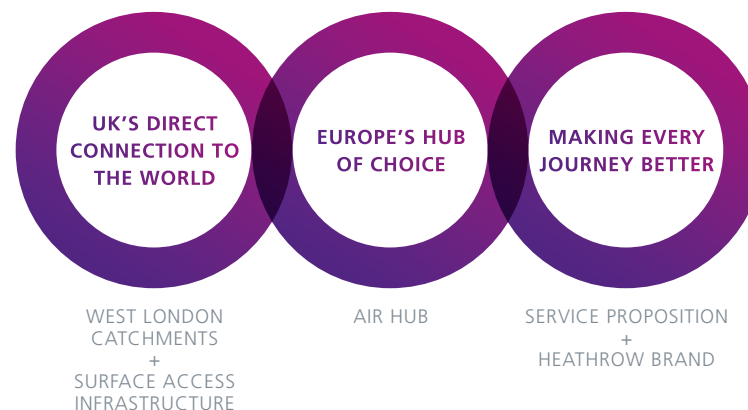 UK'S DIRECT
CONNECTION TO
THE WORLD
EUROPE'S HUB
OF CHOICE
MAKING EVERY
JOURNEY BETTER
WEST LONDON
CATCHMENTS
+
SURFACE ACCESS
INFRASTRUCTURE
AIR HUB
SERVICE PROPOSITION
+
HEATHROW BRAND